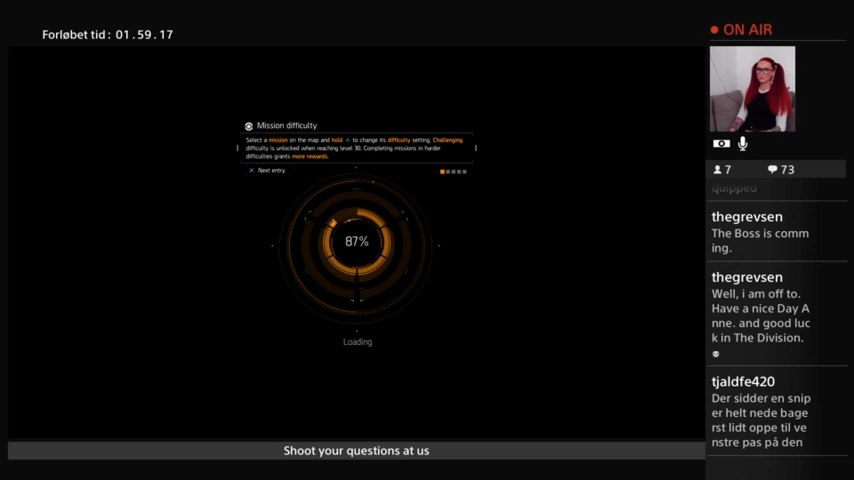 Forløbet tid: 01.59.17
ON AIR
Mission difficulty
Select a mission on the map and hold to change its difficulty setting. Challenging
difficulty is unlocked when reaching level 30. Completing missions in harder
difficulties grants more rewards.
Next entry
87%
Loading
Shoot your questions at us
7 73
quipped
thegrevsen
The Boss is comm
ing.
thegrevsen
Well, i am off to.
Have a nice Day A
nne. and good luc
k in The Division.
tjaldfe420
Der sidder en snip
er helt nede bage
rst lidt oppe til ve
nstre pas på den